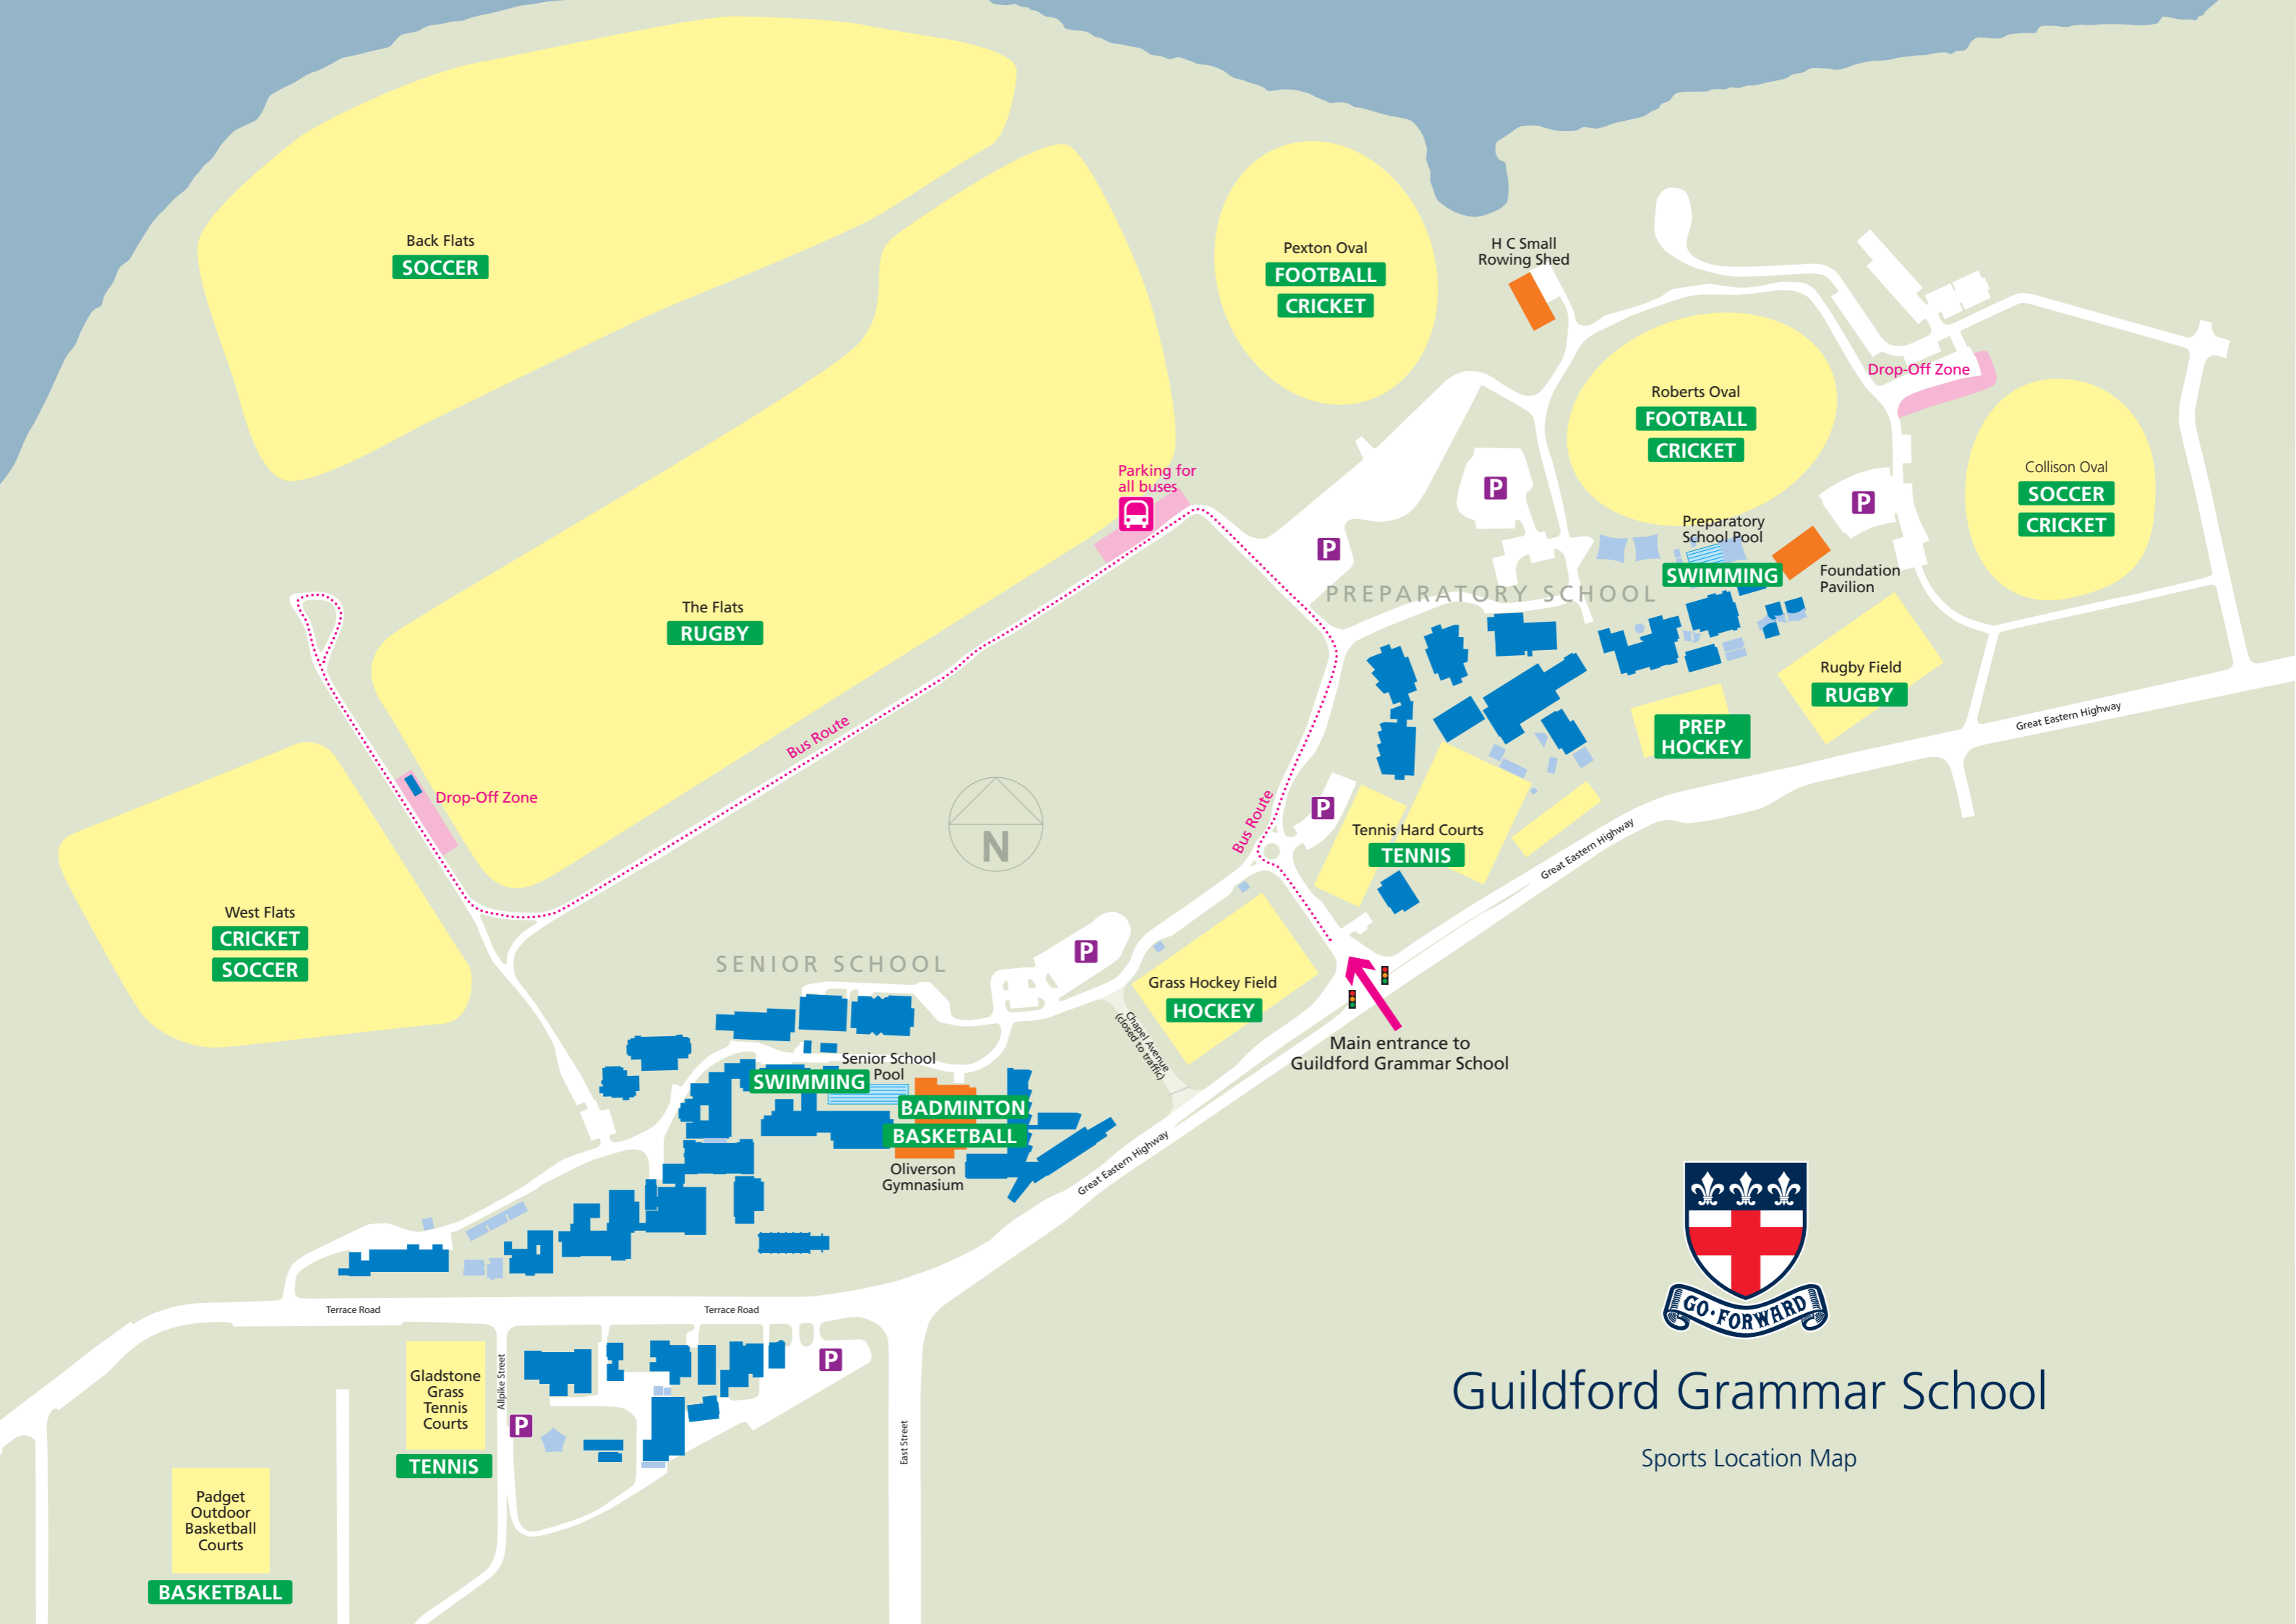 Back Flats
SOCCER
Pexton Oval
FOOTBALL
CRICKET
H C Small
Rowing Shed
Drop-Off Zone
Roberts Oval
FOOTBALL
CRICKET
Collison Oval
SOCCER
CRICKET
Parking for
all buses
P
P
P
Preparatory
School Pool
SWIMMING
Foundation
Pavilion
PREPARATORY SCHOOL
The Flats
RUGBY
Rugby Field
RUGBY
PREP
HOCKEY
Great Eastern Highway
Bus Route
Drop-Off Zone
N
Bus Route
P
Tennis Hard Courts
TENNIS
Great Eastern Highway
West Flats
CRICKET
SOCCER
SENIOR SCHOOL
P
Grass Hockey Field
HOCKEY
Chapel Avenue
(closed to traffic)
Main entrance to
Guildford Grammar School
Senior School
Pool
SWIMMING
BADMINTON
BASKETBALL
Oliverson
Gymnasium
Great Eastern Highway
Terrace Road
Terrace Road
Gladstone
Grass
Tennis
Courts
TENNIS
Allpike Street
P
P
East Street
Padget
Outdoor
Basketball
Courts
BASKETBALL
GO·FORWARD
Guildford Grammar School
Sports Location Map